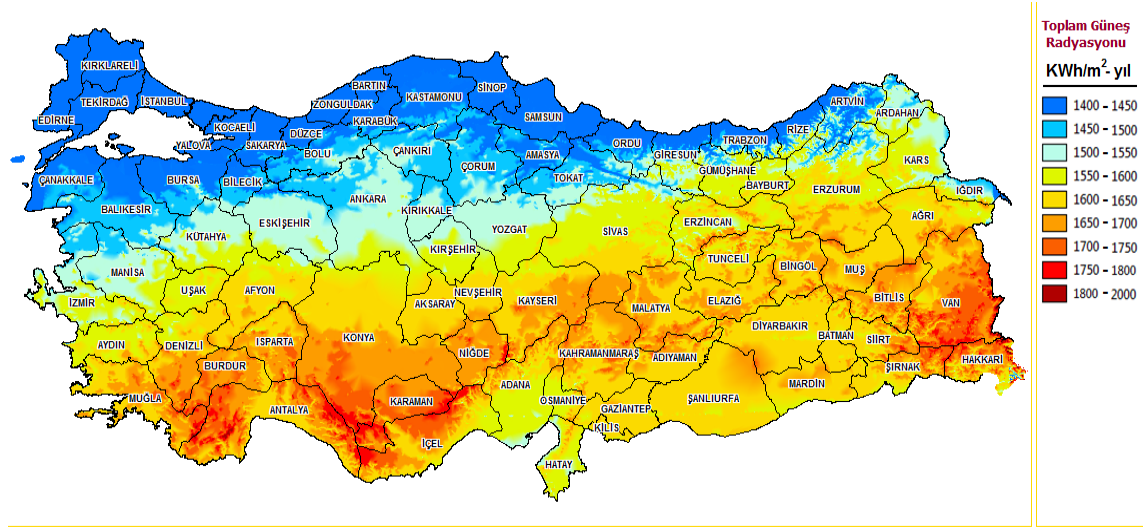 KIRKLARELİ
TEKİRDAĞ
İSTANBUL
EDİRNE
KOCAELİ
YALOVA
SAKARYA
DÜZCE
BOLU
ZONGULDAK
BARTIN
KARABÜK
KASTAMONU
SİNOP
SAMSUN
ÇANKIRI
ÇORUM
AMASYA
TOKAT
ORDU
GİRESUN
TRABZON
RİZE
ARTVİN
ARDAHAN
KARS
GÜMÜŞHANE
BAYBURT
ERZURUM
IĞDIR
AĞRI
ÇANAKKALE
BURSA
BİLECİK
BALIKESİR
KÜTAHYA
ESKİŞEHİR
ANKARA
KIRIKKALE
KIRŞEHİR
YOZGAT
SİVAS
ERZİNCAN
TUNCELİ
BİNGÖL
MUŞ
BİTLİS
VAN
MANİSA
İZMİR
UŞAK
AFYON
AKSARAY
NEVŞEHİR
KAYSERİ
MALATYA
ELAZIĞ
DİYARBAKIR
BATMAN
SİİRT
ŞIRNAK
HAKKARİ
AYDIN
DENİZLİ
ISPARTA
BURDUR
KONYA
NİĞDE
KAHRAMANMARAŞ
ADIYAMAN
MARDİN
ŞANLIURFA
MUĞLA
ANTALYA
KARAMAN
İÇEL
ADANA
OSMANİYE
GAZİANTEP
KİLİS
HATAY
Toplam Güneş
Radyasyonu
KWh/m²- yıl
1400 - 1450
1450 - 1500
1500 - 1550
1550 - 1600
1600 - 1650
1650 - 1700
1700 - 1750
1750 - 1800
1800 - 2000